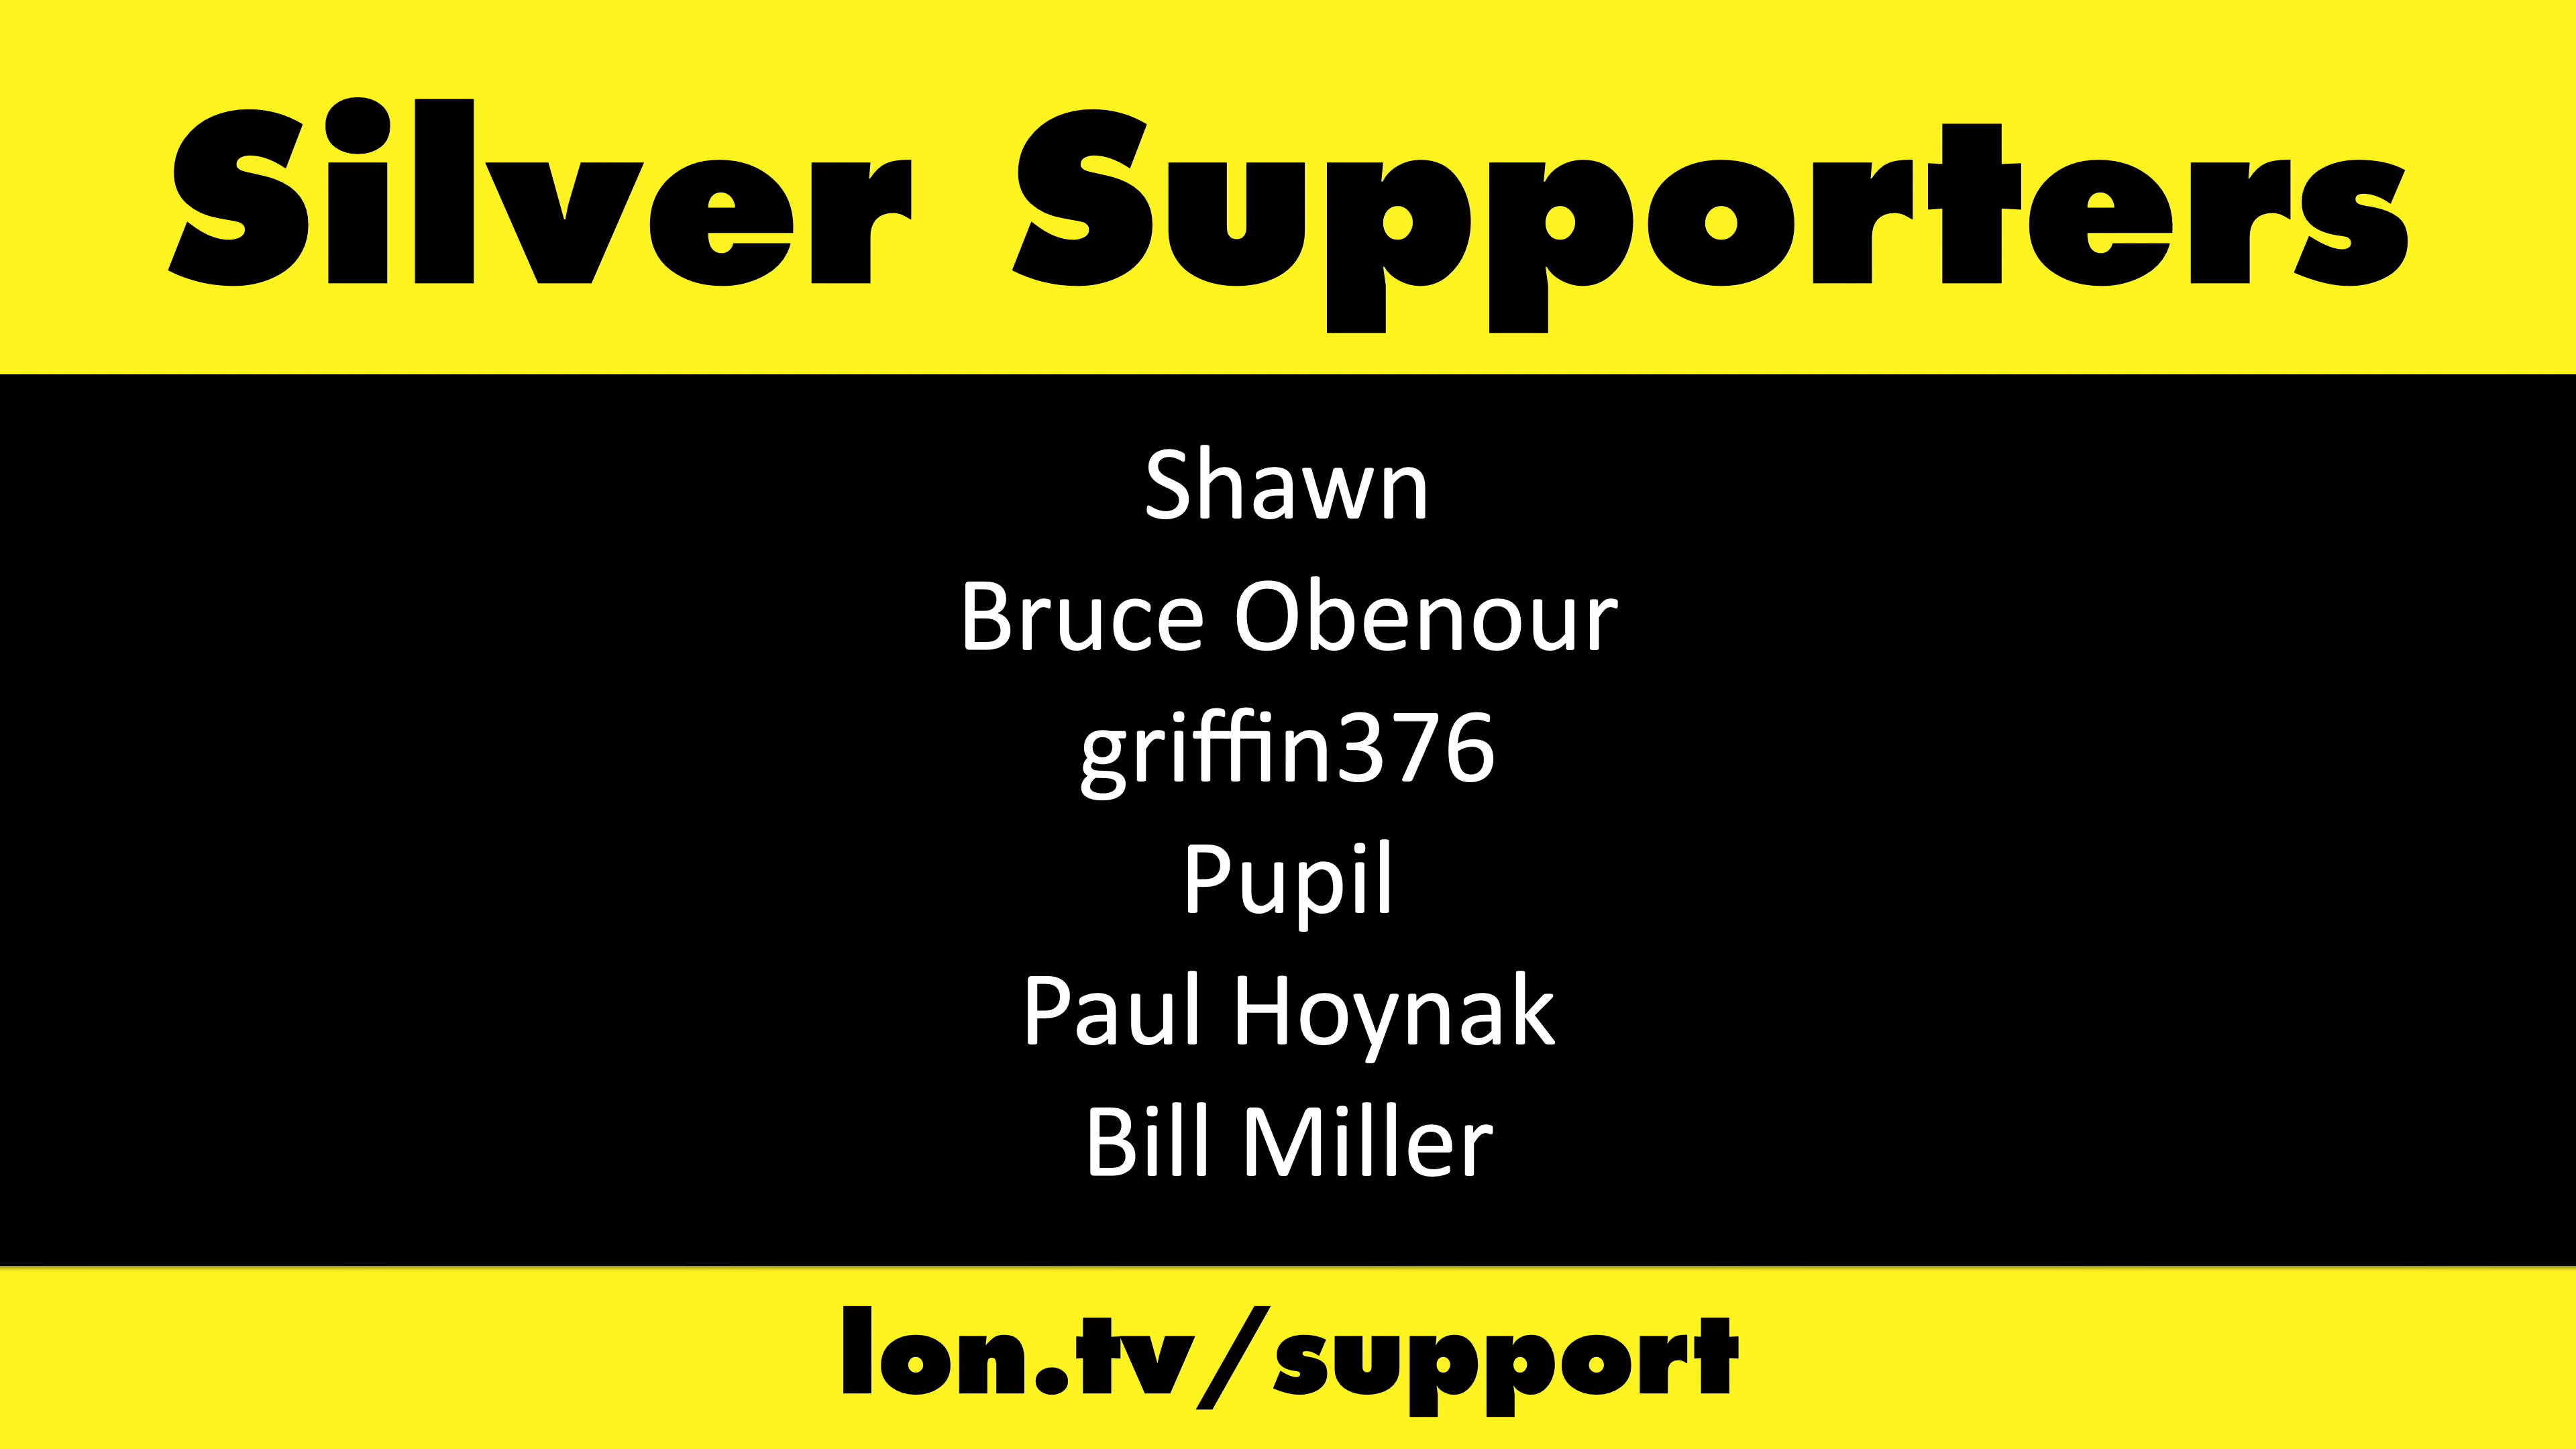 Silver Supporters
Shawn
Bruce Obenour
griffin376
Pupil
Paul Hoynak
Bill Miller
lon.tv/support